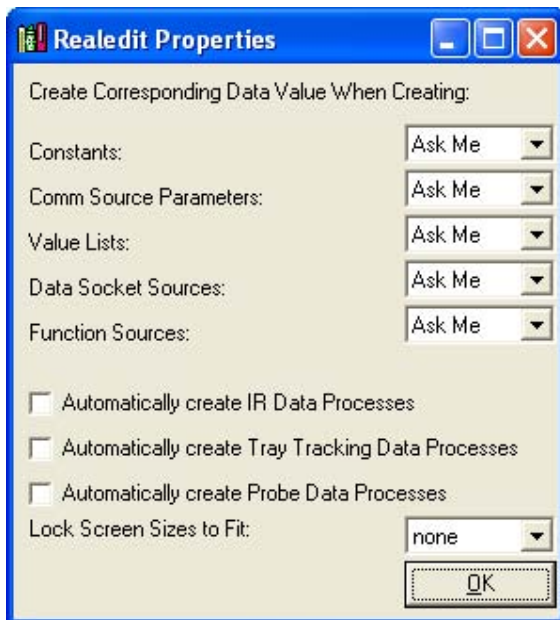 Realedit Properties
Create Corresponding Data Value When Creating:
Constants: Ask Me
Comm Source Parameters: Ask Me
Value Lists: Ask Me
Data Socket Sources: Ask Me
Function Sources: Ask Me
Automatically create IR Data Processes
Automatically create Tray Tracking Data Processes
Automatically create Probe Data Processes
Lock Screen Sizes to Fit: none
OK